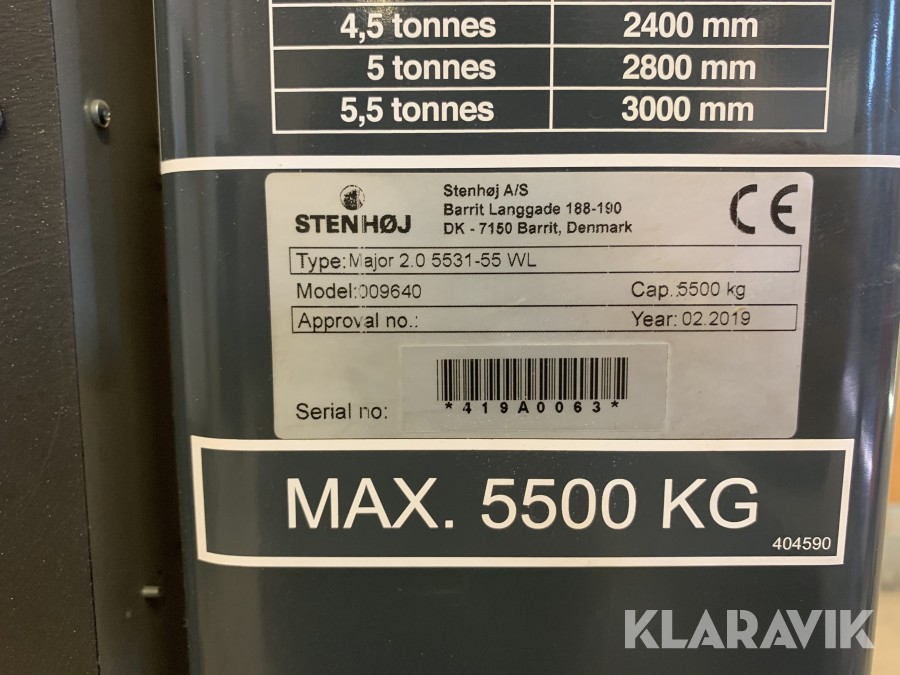 4,5 tonnes 2400 mm
5 tonnes 2800 mm
5,5 tonnes 3000 mm
STENHØJ
Stenhøj A/S
Barrit Langgade 188-190
DK - 7150 Barrit, Denmark
CE
Type: Major 2.0 5531-55 WL
Model: 009640 Cap.: 5500 kg
Approval no.: Year: 02.2019
Serial no: *419A0063*
MAX. 5500 KG
404590
KLARAVIK